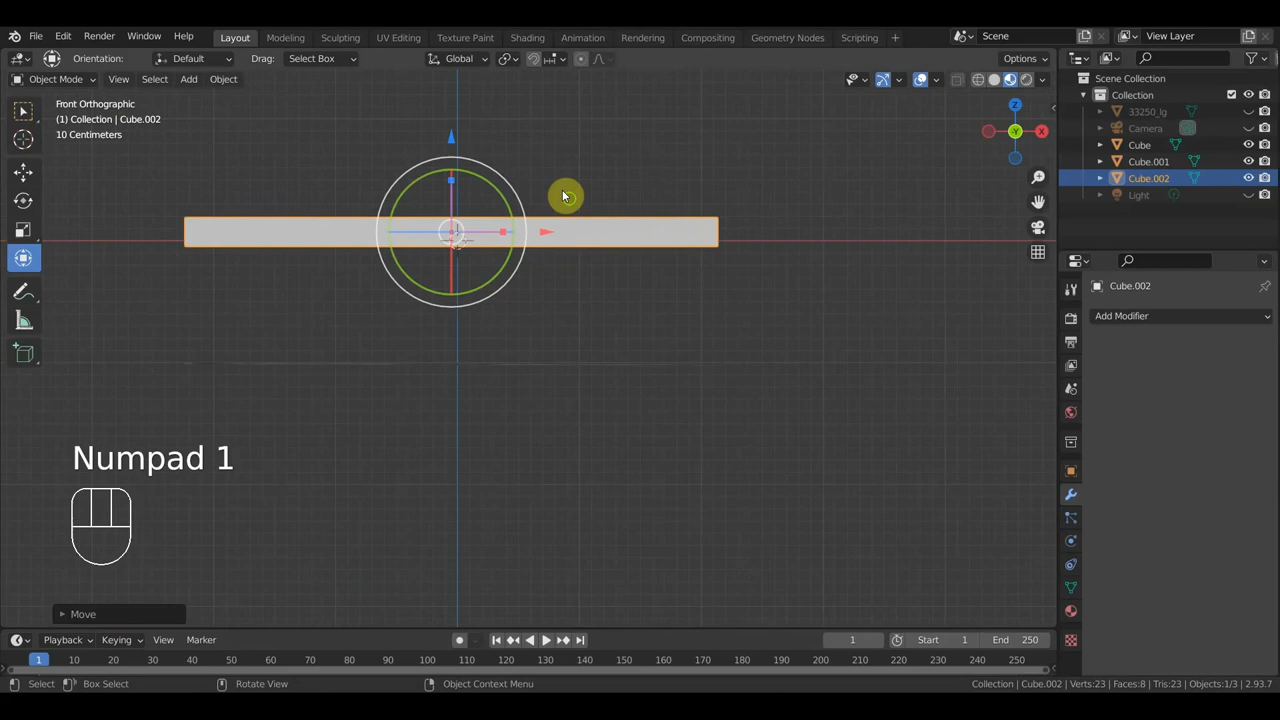 File Edit Render Window Help Layout Modeling Sculpting UV Editing Texture Paint Shading Animation Rendering Compositing Geometry Nodes Scripting + Scene View Layer
Orientation: Default Drag: Select Box Global Options
Object Mode View Select Add Object
Front Orthographic
(1) Collection | Cube.002
10 Centimeters
Z
-Y
X
Scene Collection
Collection
33250_lg
Camera
Cube
Cube.001
Cube.002
Light
Cube.002
Add Modifier
Numpad 1
Move
Playback Keying View Marker 1 Start 1 End 250
1 10 20 30 40 50 60 70 80 90 100 110 120 130 140 150 160 170 180 190 200 210 220 230 240 250
Select Box Select Rotate View Object Context Menu Collection | Cube.002 | Verts:23 | Faces:8 | Tris:23 | Objects:1/3 | 2.93.7